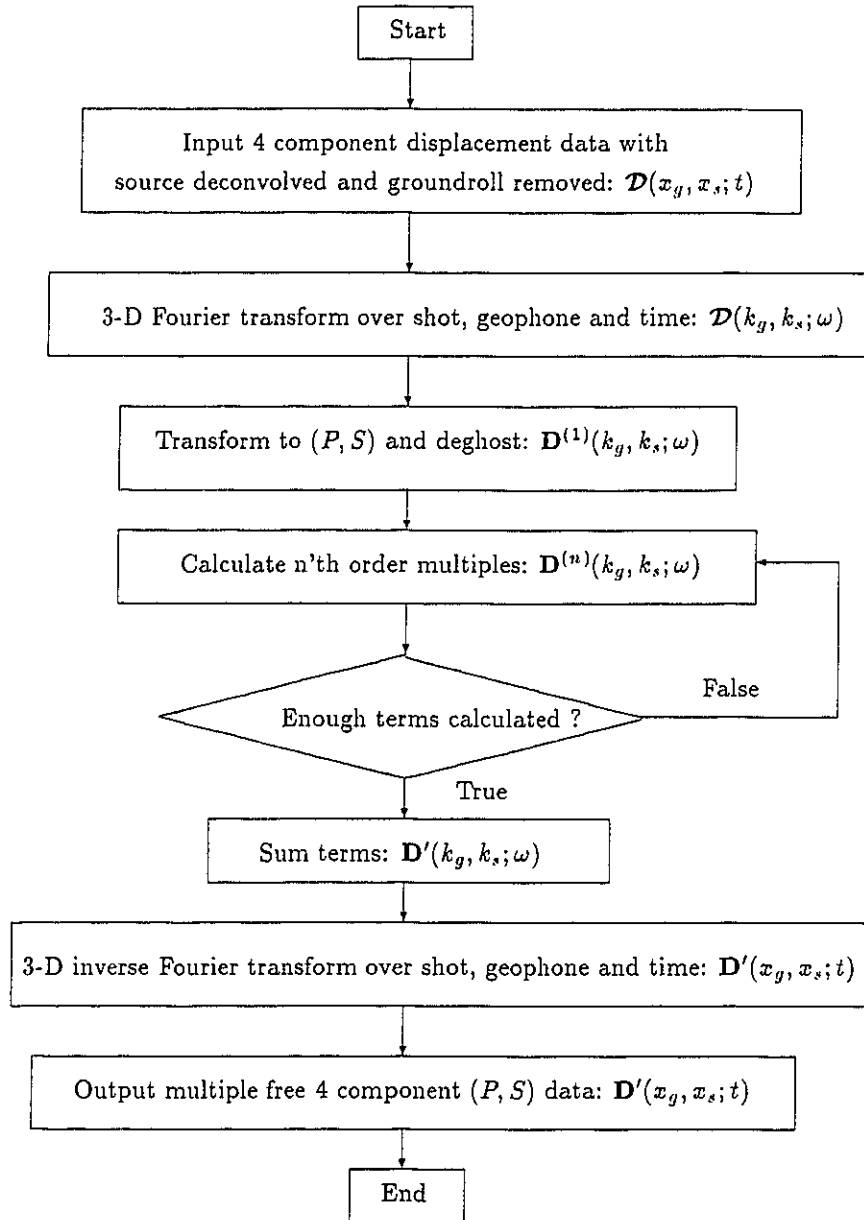 Start
Input 4 component displacement data with
source deconvolved and groundroll removed: 𝓓(x_g, x_s; t)
3-D Fourier transform over shot, geophone and time: 𝓓(k_g, k_s; ω)
Transform to (P, S) and deghost: D^(1)(k_g, k_s; ω)
Calculate n'th order multiples: D^(n)(k_g, k_s; ω)
Enough terms calculated ?
False
True
Sum terms: D′(k_g, k_s; ω)
3-D inverse Fourier transform over shot, geophone and time: D′(x_g, x_s; t)
Output multiple free 4 component (P, S) data: D′(x_g, x_s; t)
End